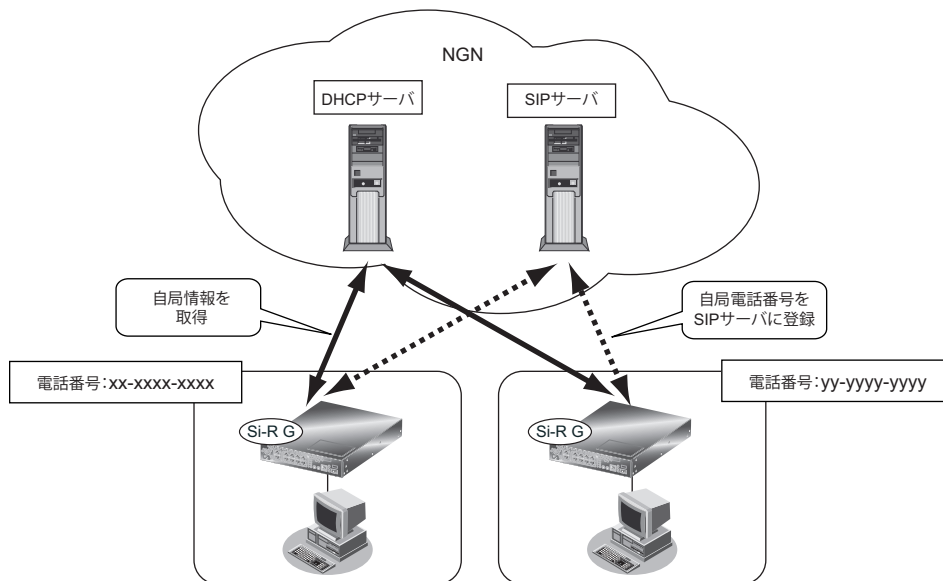 NGN
DHCPサーバ
SIPサーバ
自局情報を
取得
自局電話番号を
SIPサーバに登録
電話番号:xx-xxxx-xxxx
電話番号:yy-yyyy-yyyy
Si-R G
Si-R G